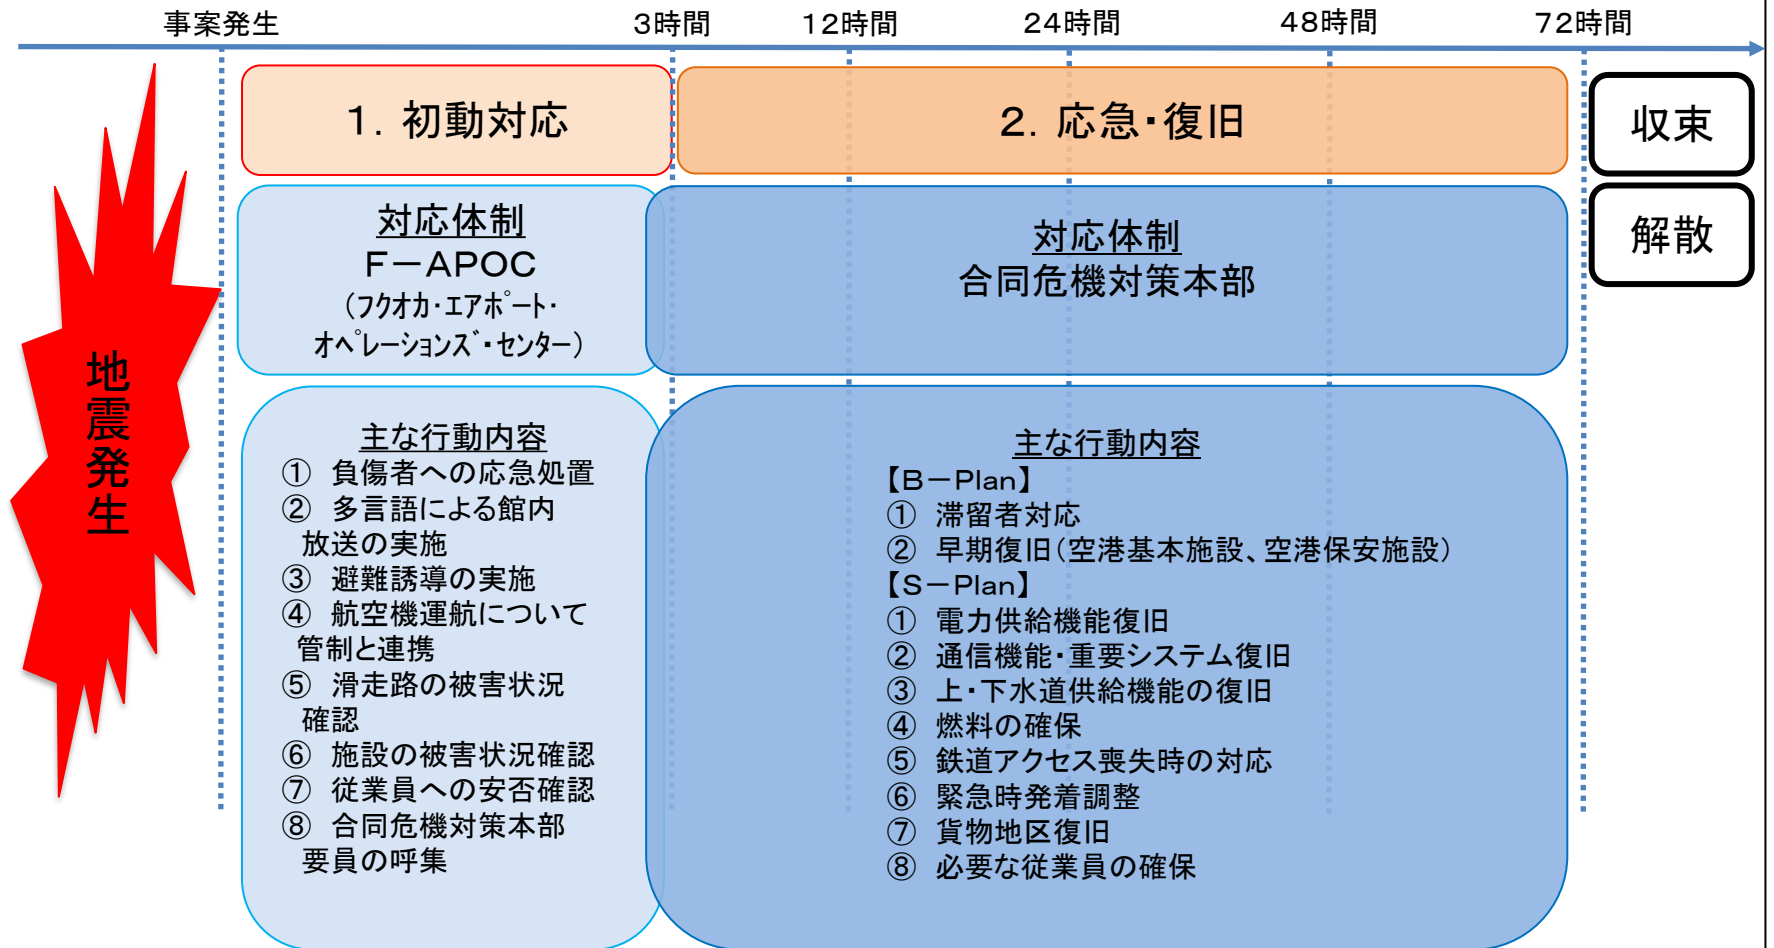 事案発生
3時間
12時間
24時間
48時間
72時間
地震発生
1. 初動対応
2. 応急・復旧
収束
対応体制
F－APOC
(フクオカ・エアポート・
オペレーションズ・センター)
対応体制
合同危機対策本部
解散
主な行動内容
① 負傷者への応急処置
② 多言語による館内
放送の実施
③ 避難誘導の実施
④ 航空機運航について
管制と連携
⑤ 滑走路の被害状況
確認
⑥ 施設の被害状況確認
⑦ 従業員への安否確認
⑧ 合同危機対策本部
要員の呼集
主な行動内容
【B－Plan】
① 滞留者対応
② 早期復旧(空港基本施設、空港保安施設)
【S－Plan】
① 電力供給機能復旧
② 通信機能・重要システム復旧
③ 上・下水道供給機能の復旧
④ 燃料の確保
⑤ 鉄道アクセス喪失時の対応
⑥ 緊急時発着調整
⑦ 貨物地区復旧
⑧ 必要な従業員の確保